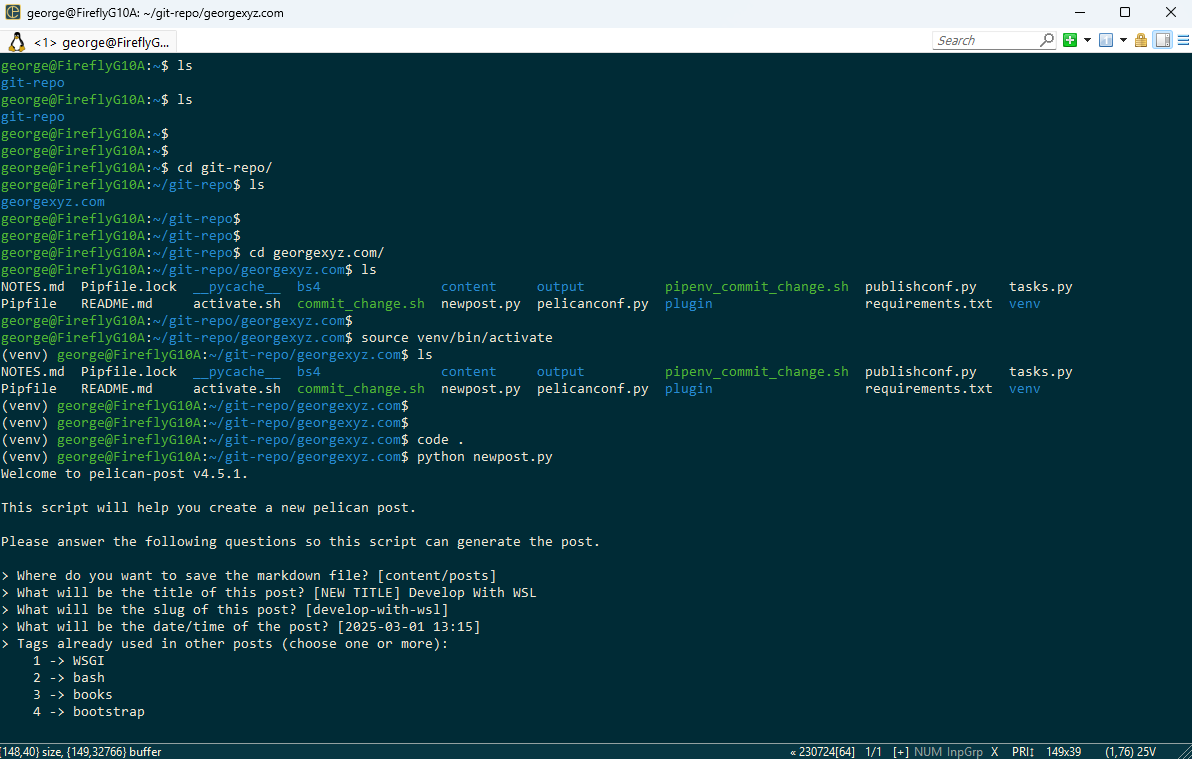 george@FireflyG10A: ~/git-repo/georgexyz.com
<1> george@FireflyG...
Search
george@FireflyG10A:~$ ls
git-repo
george@FireflyG10A:~$ ls
git-repo
george@FireflyG10A:~$
george@FireflyG10A:~$
george@FireflyG10A:~$ cd git-repo/
george@FireflyG10A:~/git-repo$ ls
georgexyz.com
george@FireflyG10A:~/git-repo$
george@FireflyG10A:~/git-repo$
george@FireflyG10A:~/git-repo$ cd georgexyz.com/
george@FireflyG10A:~/git-repo/georgexyz.com$ ls
NOTES.md  Pipfile.lock  __pycache__  bs4               content     output          pipenv_commit_change.sh  publishconf.py    tasks.py
Pipfile   README.md     activate.sh  commit_change.sh  newpost.py  pelicanconf.py  plugin                   requirements.txt  venv
george@FireflyG10A:~/git-repo/georgexyz.com$
george@FireflyG10A:~/git-repo/georgexyz.com$ source venv/bin/activate
(venv) george@FireflyG10A:~/git-repo/georgexyz.com$ ls
NOTES.md  Pipfile.lock  __pycache__  bs4               content     output          pipenv_commit_change.sh  publishconf.py    tasks.py
Pipfile   README.md     activate.sh  commit_change.sh  newpost.py  pelicanconf.py  plugin                   requirements.txt  venv
(venv) george@FireflyG10A:~/git-repo/georgexyz.com$
(venv) george@FireflyG10A:~/git-repo/georgexyz.com$
(venv) george@FireflyG10A:~/git-repo/georgexyz.com$ code .
(venv) george@FireflyG10A:~/git-repo/georgexyz.com$ python newpost.py
Welcome to pelican-post v4.5.1.
This script will help you create a new pelican post.
Please answer the following questions so this script can generate the post.
> Where do you want to save the markdown file? [content/posts]
> What will be the title of this post? [NEW TITLE] Develop With WSL
> What will be the slug of this post? [develop-with-wsl]
> What will be the date/time of the post? [2025-03-01 13:15]
> Tags already used in other posts (choose one or more):
    1 -> WSGI
    2 -> bash
    3 -> books
    4 -> bootstrap
{148,40} size, {149,32766} buffer « 230724[64] 1/1 [+] NUM InpGrp X PRI↕ 149x39 (1,76) 25V